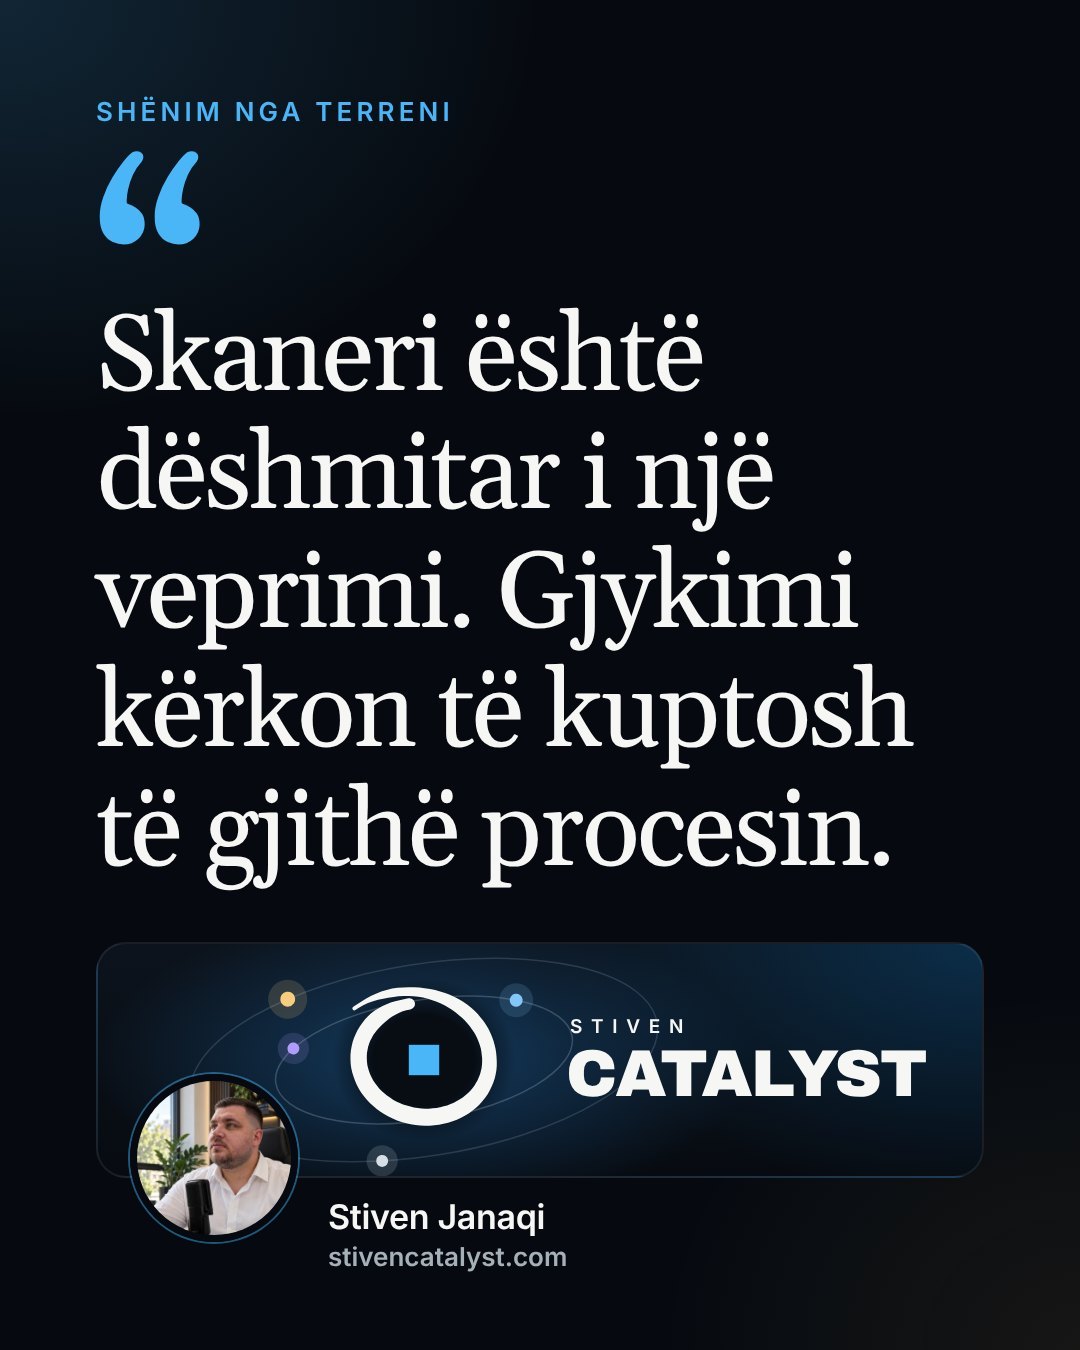 SHËNIM NGA TERRENI
“
Skaneri është
dëshmitar i një
veprimi. Gjykimi
kërkon të kuptosh
të gjithë procesin.
STIVEN
CATALYST
Stiven Janaqi
stivencatalyst.com